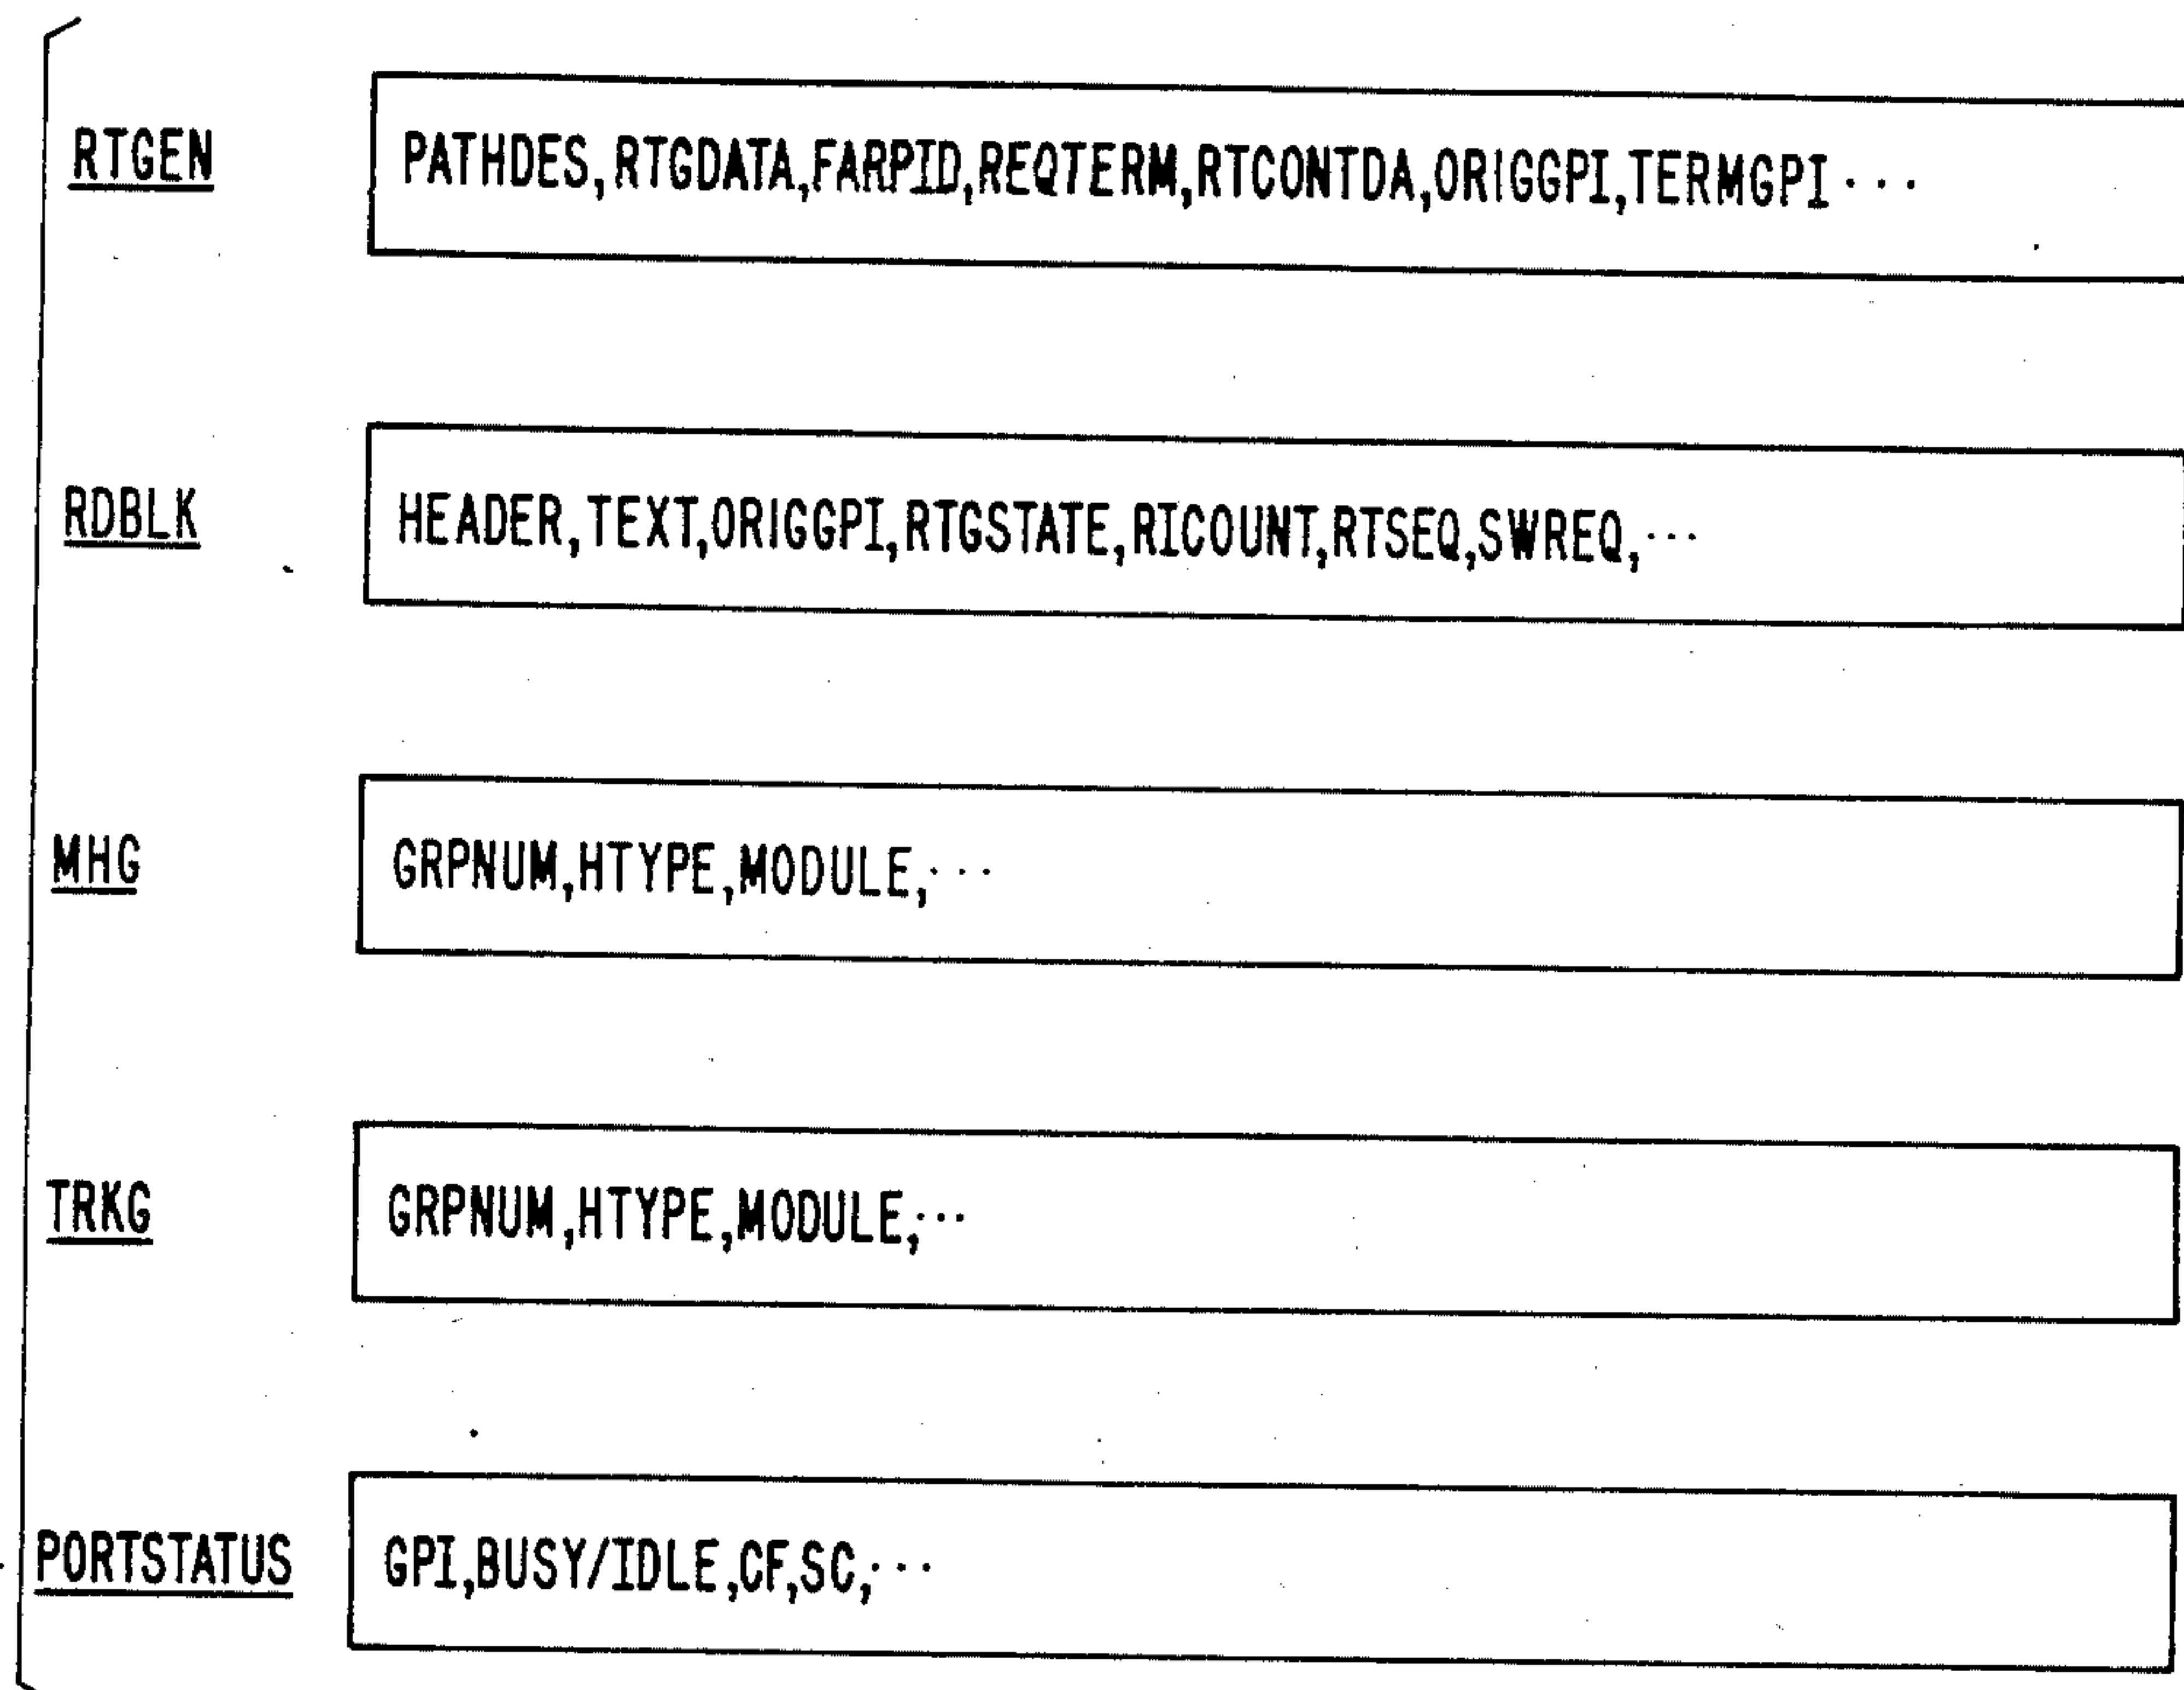 RTGEN PATHDES,RTGDATA,FARPID,REQTERM,RTCONTDA,ORIGGPI,TERMGPI ...
RDBLK HEADER,TEXT,ORIGGPI,RTGSTATE,RICOUNT,RTSEQ,SWREQ,...
MHG GRPNUM,HTYPE,MODULE,...
TRKG GRPNUM,HTYPE,MODULE,...
PORTSTATUS GPI,BUSY/IDLE,CF,SC,...